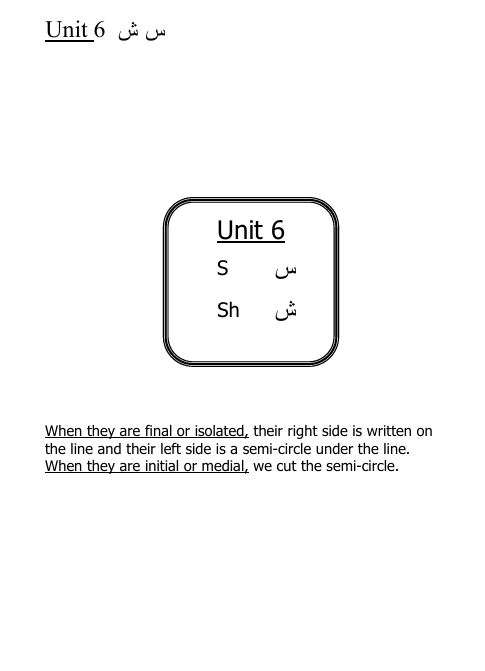 Unit 6 س ش
Unit 6
S س
Sh ش
When they are final or isolated, their right side is written on
the line and their left side is a semi-circle under the line.
When they are initial or medial, we cut the semi-circle.